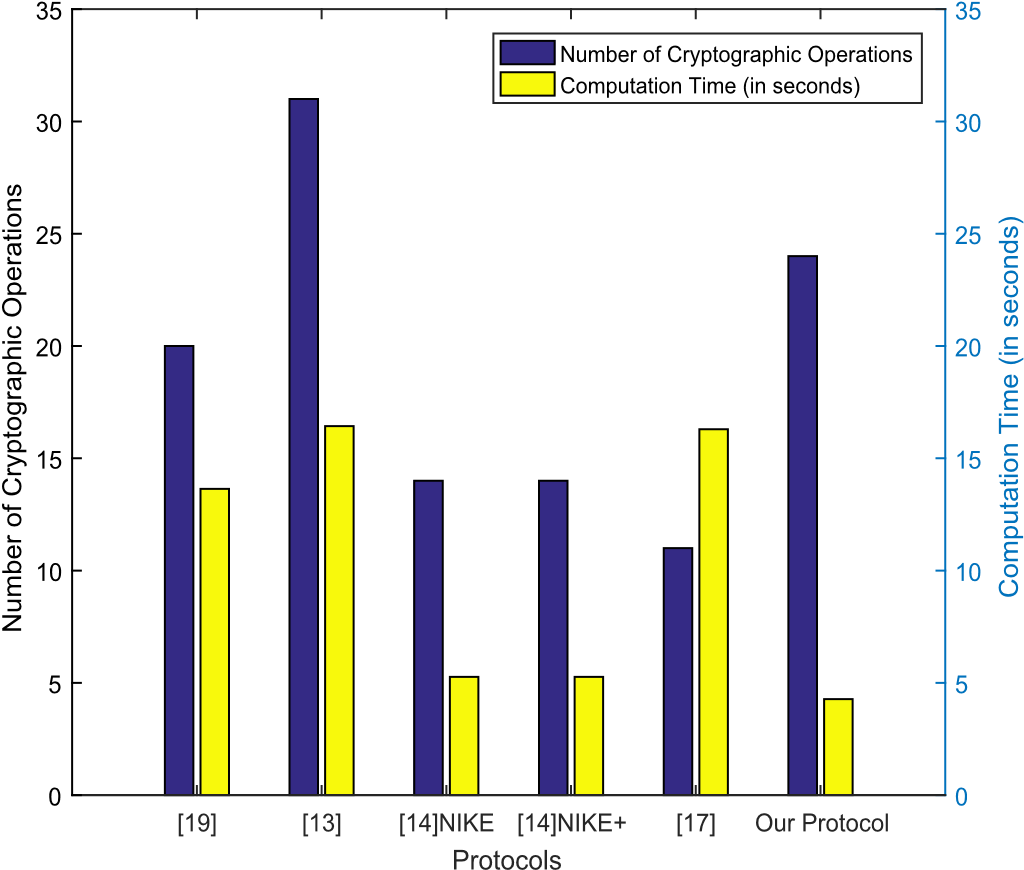 Number of Cryptographic Operations
Computation Time (in seconds)
35
30
25
20
15
10
5
0
Number of Cryptographic Operations
35
30
25
20
15
10
5
0
Computation Time (in seconds)
[19] [13] [14]NIKE [14]NIKE+ [17] Our Protocol
Protocols